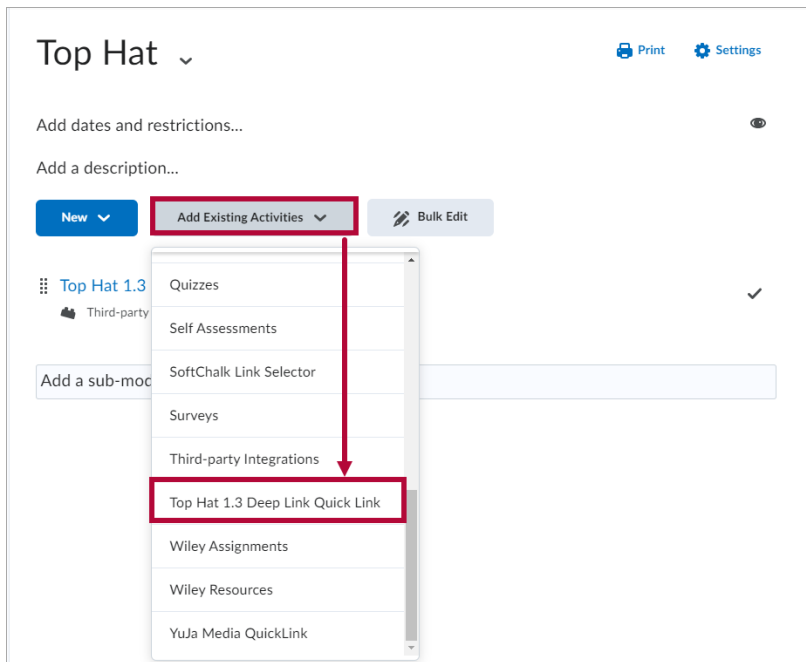 Top Hat
Print
Settings
Add dates and restrictions...
Add a description...
New
Add Existing Activities
Bulk Edit
Top Hat 1.3
Third-party
Add a sub-mod
Quizzes
Self Assessments
SoftChalk Link Selector
Surveys
Third-party Integrations
Top Hat 1.3 Deep Link Quick Link
Wiley Assignments
Wiley Resources
YuJa Media QuickLink